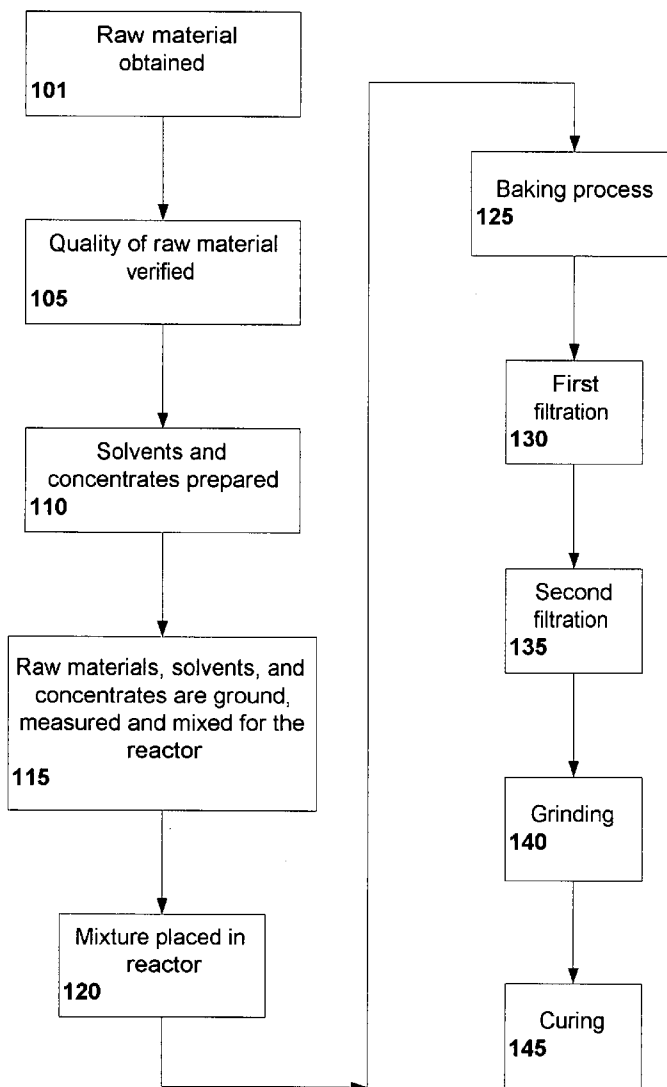 Raw material
obtained
101
Quality of raw material
verified
105
Solvents and
concentrates prepared
110
Raw materials, solvents, and
concentrates are ground,
measured and mixed for the
reactor
115
Mixture placed in
reactor
120
Baking process
125
First
filtration
130
Second
filtration
135
Grinding
140
Curing
145